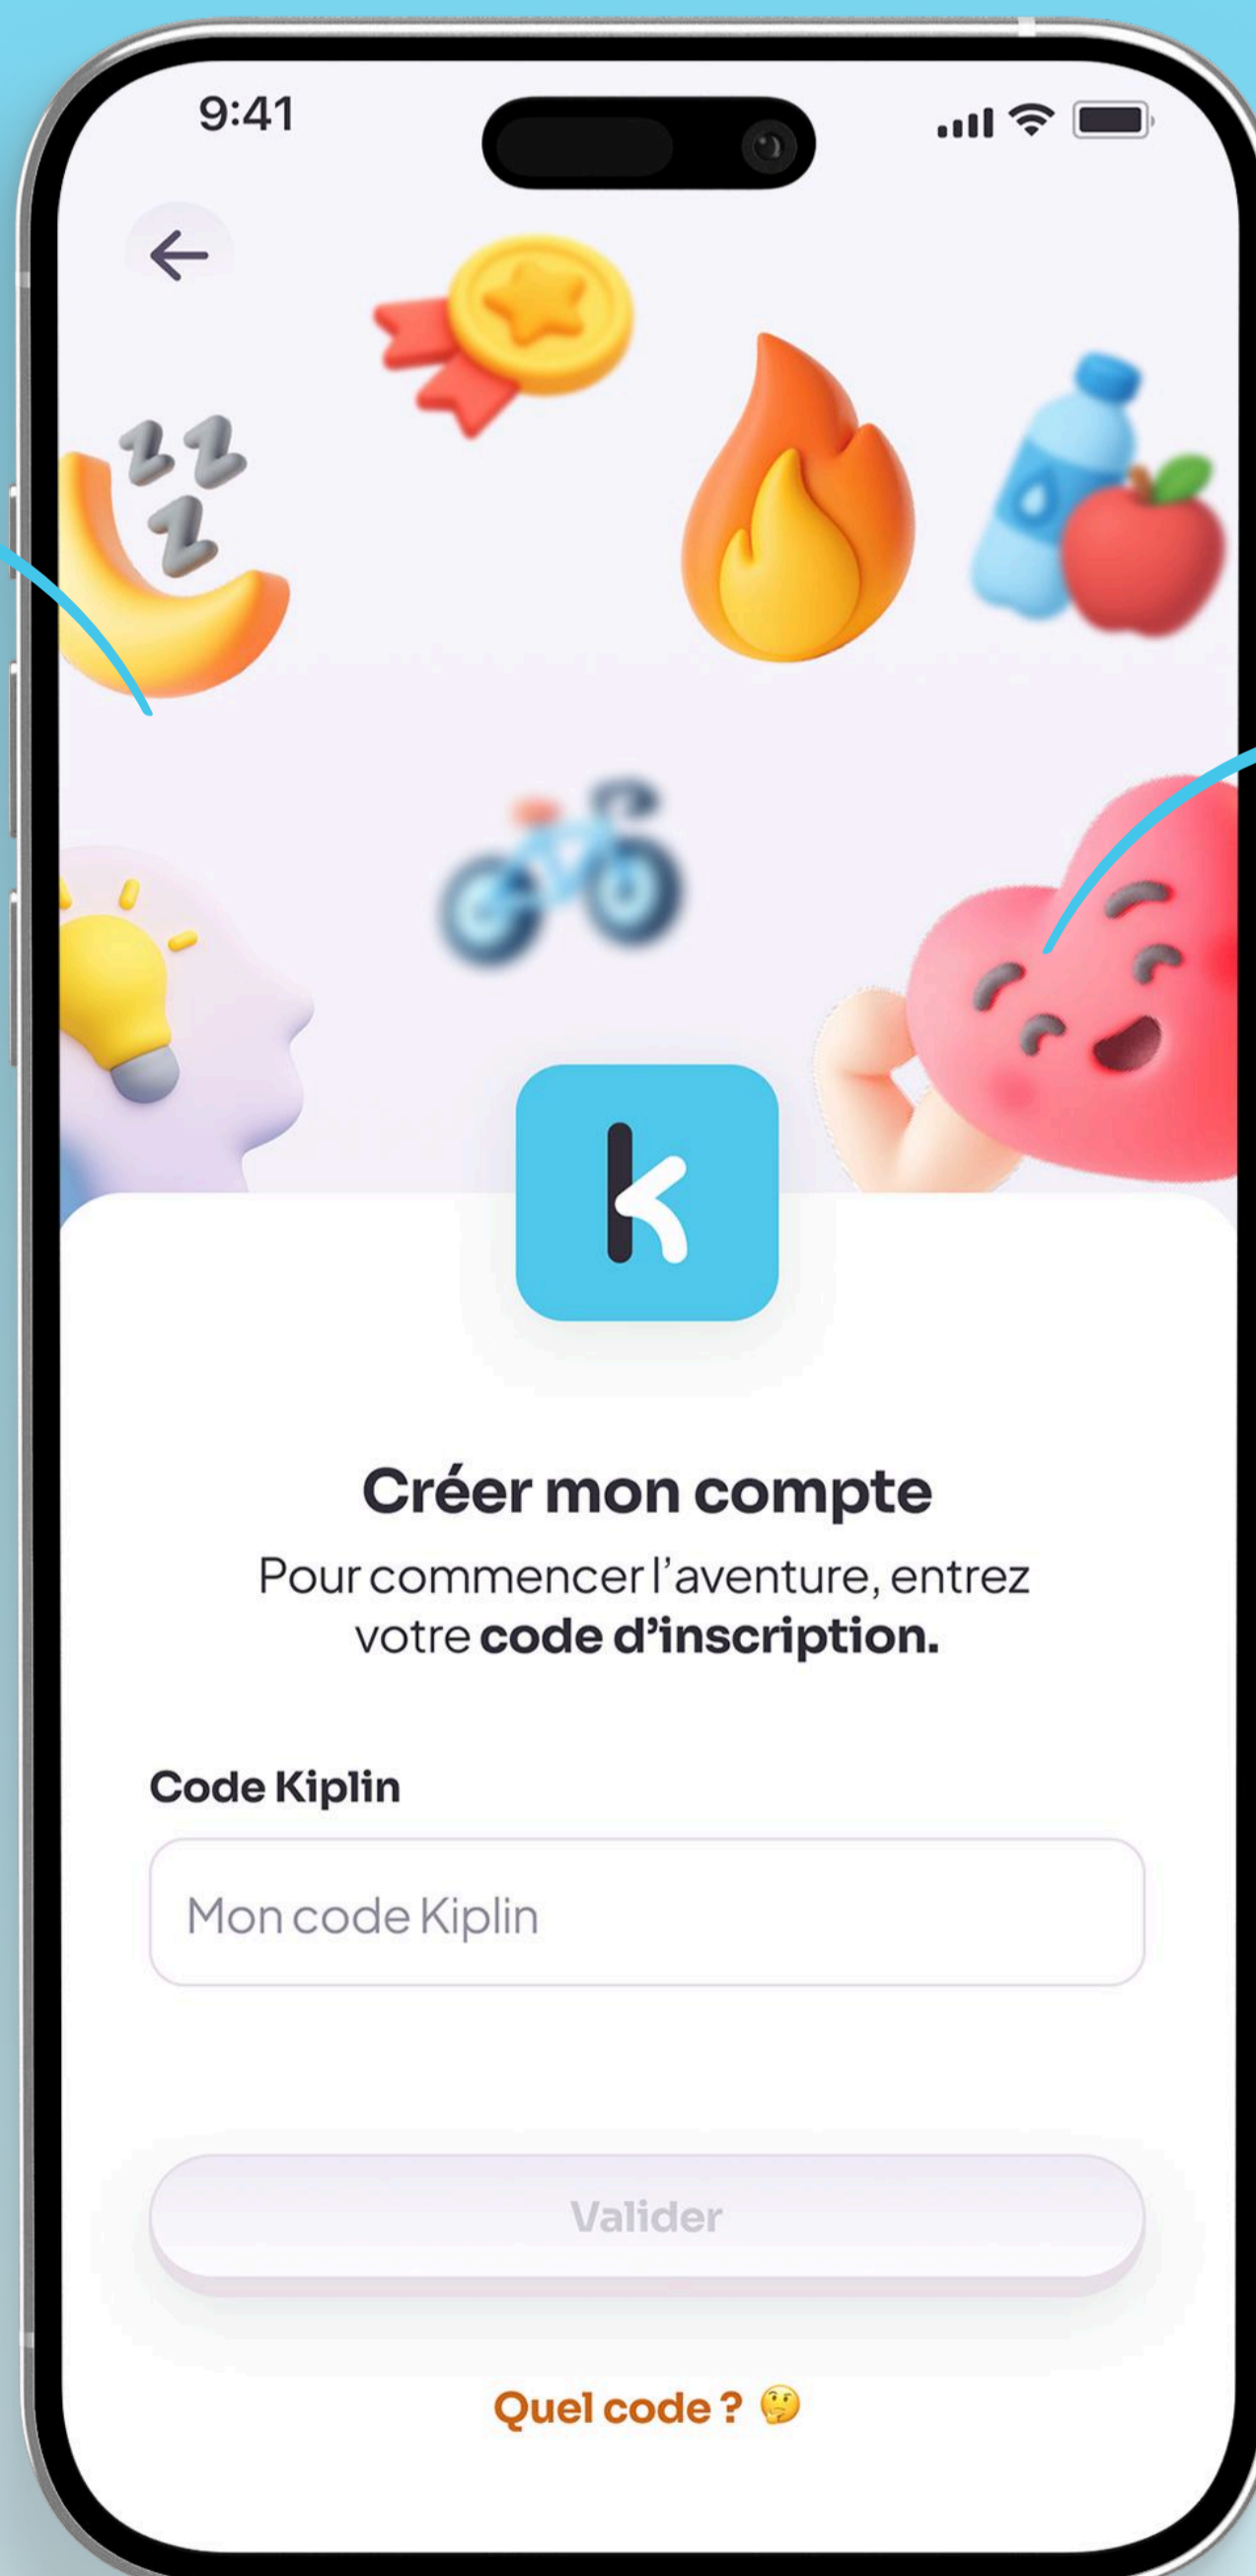 9:41
z z
z
k
Créer mon compte
Pour commencer l’aventure, entrez
votre code d’inscription.
Code Kiplin
Mon code Kiplin
Valider
Quel code ? 🤔